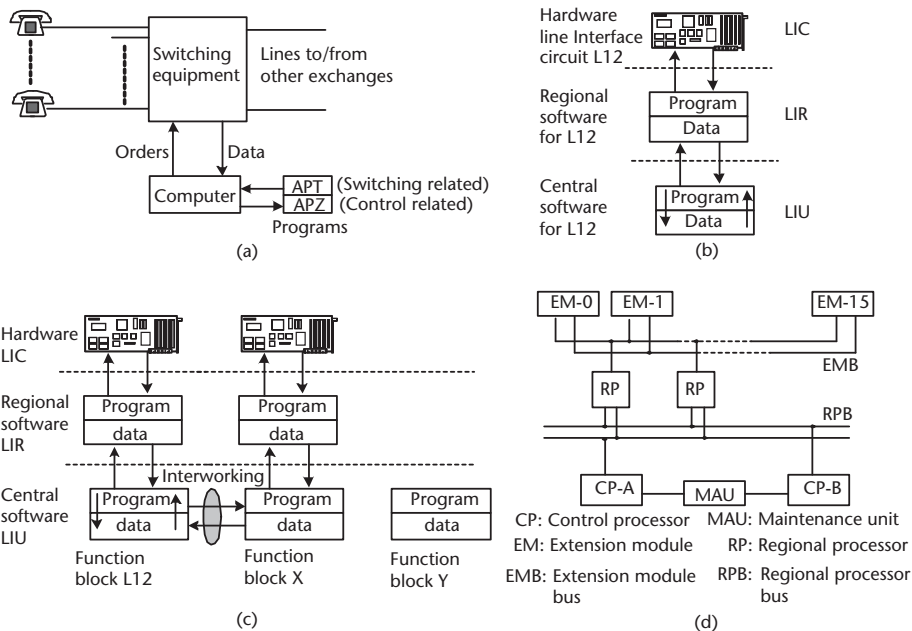 Switching
equipment
Lines to/from
other exchanges
Orders
Data
Computer
APT
(Switching related)
APZ
(Control related)
Programs
(a)
Hardware
line Interface
circuit L12
LIC
Regional
software
for L12
Program
Data
LIR
Central
software
for L12
Program
Data
LIU
(b)
Hardware
LIC
Regional
software
LIR
Program
data
Program
data
Interworking
Central
software
LIU
Program
data
Program
data
Program
data
Function
block L12
Function
block X
Function
block Y
(c)
EM-0
EM-1
EM-15
EMB
RP
RP
RPB
CP-A
MAU
CP-B
CP: Control processor
MAU: Maintenance unit
EM: Extension module
RP: Regional processor
EMB: Extension module
bus
RPB: Regional processor
bus
(d)